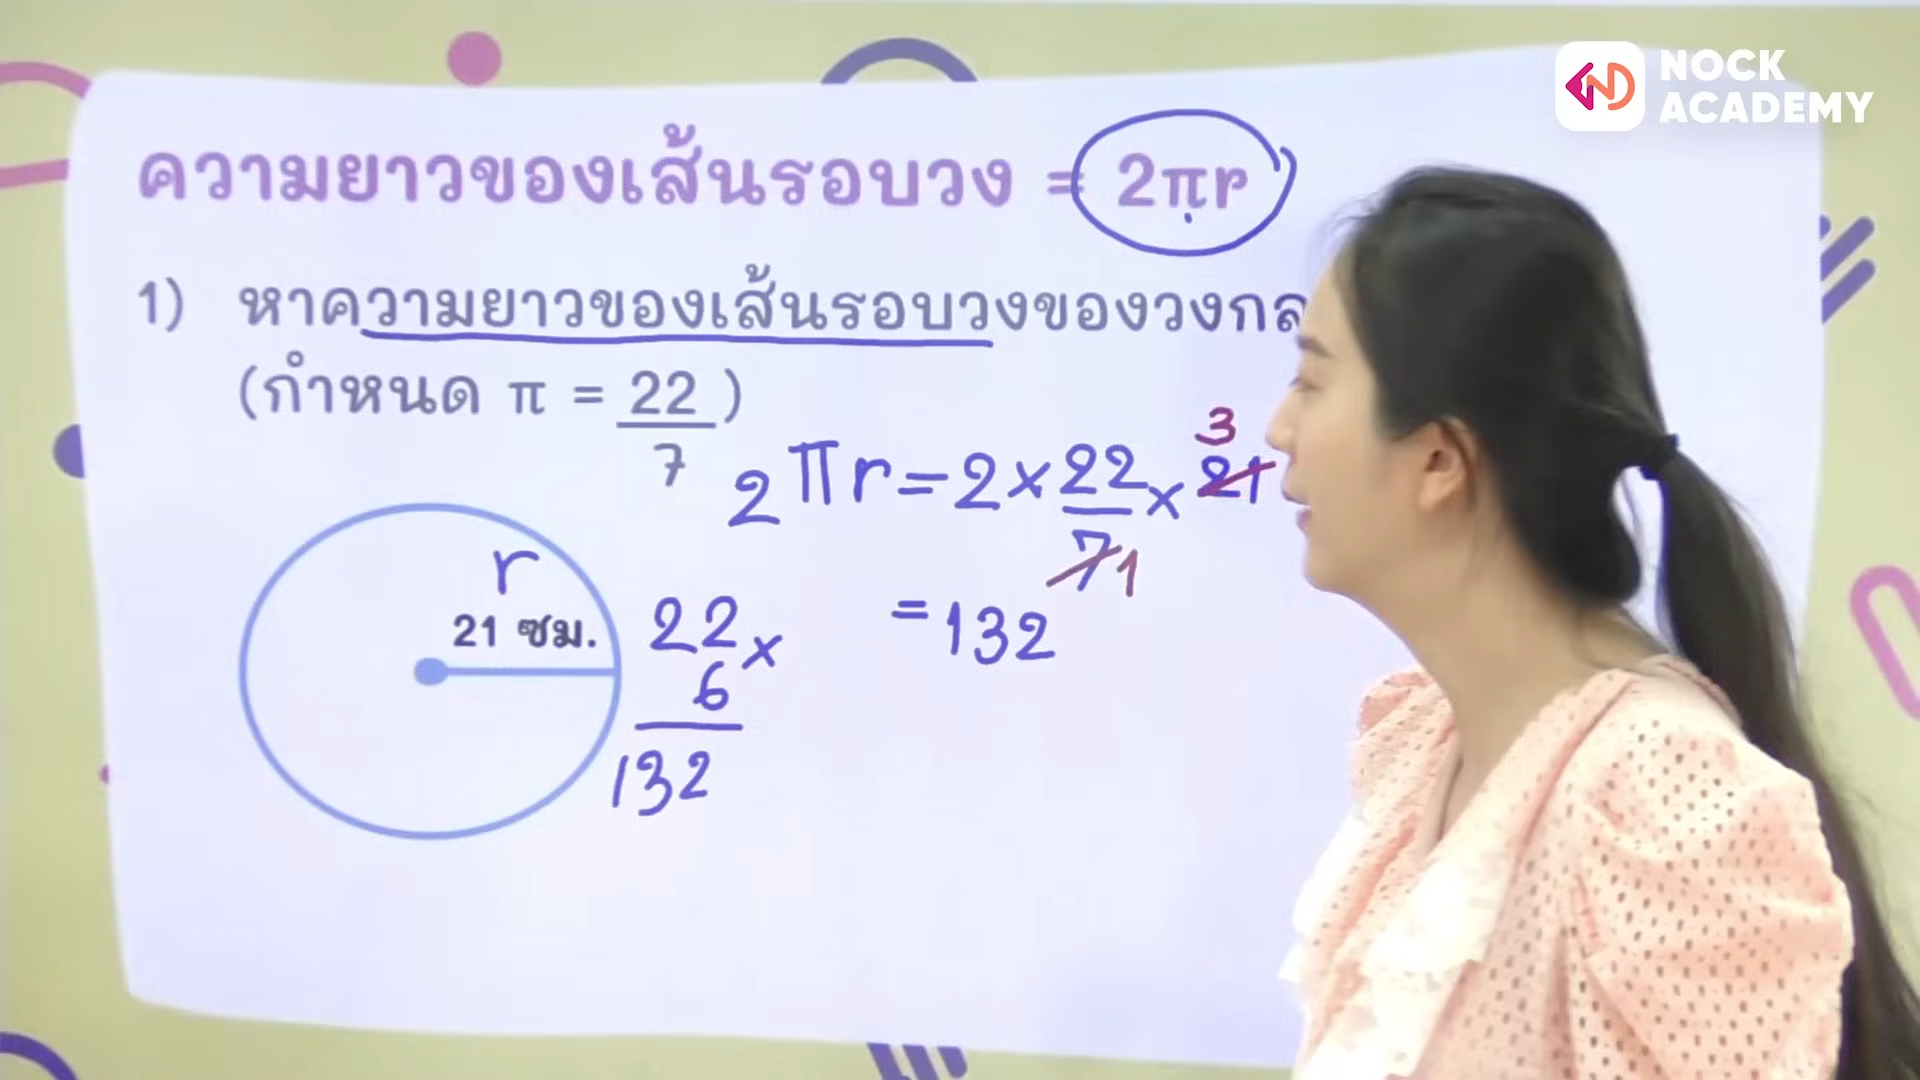 NOCK
ACADEMY
ความยาวของเส้นรอบวง = 2πr
1) หาความยาวของเส้นรอบวงของวงกล
(กำหนด π = 22/7)
2πr = 2 × 22/7 × 21
3
1
= 132
r
21 ซม.
22 ×
6
132